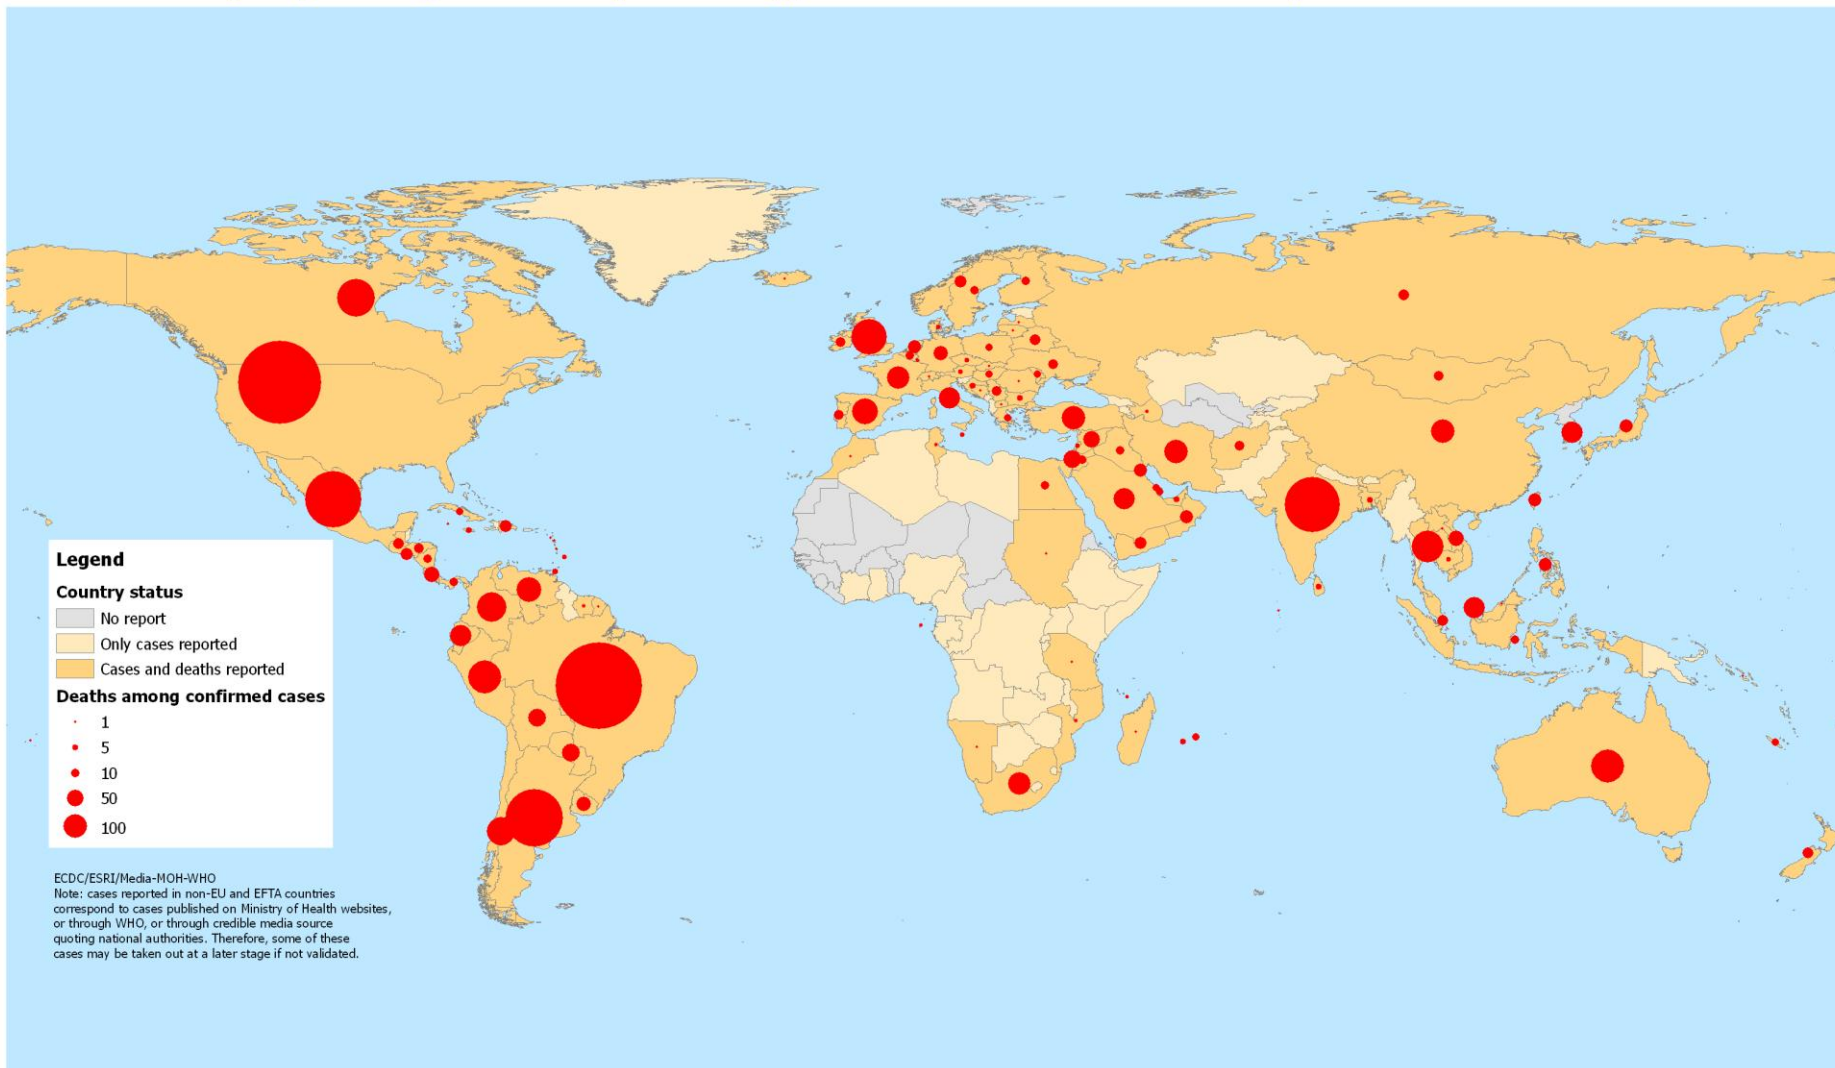 Legend
Country status
No report
Only cases reported
Cases and deaths reported
Deaths among confirmed cases
1
5
10
50
100
ECDC/ESRI/Media-MOH-WHO
Note: cases reported in non-EU and EFTA countries
correspond to cases published on Ministry of Health websites,
or through WHO, or through credible media source
quoting national authorities. Therefore, some of these
cases may be taken out at a later stage if not validated.